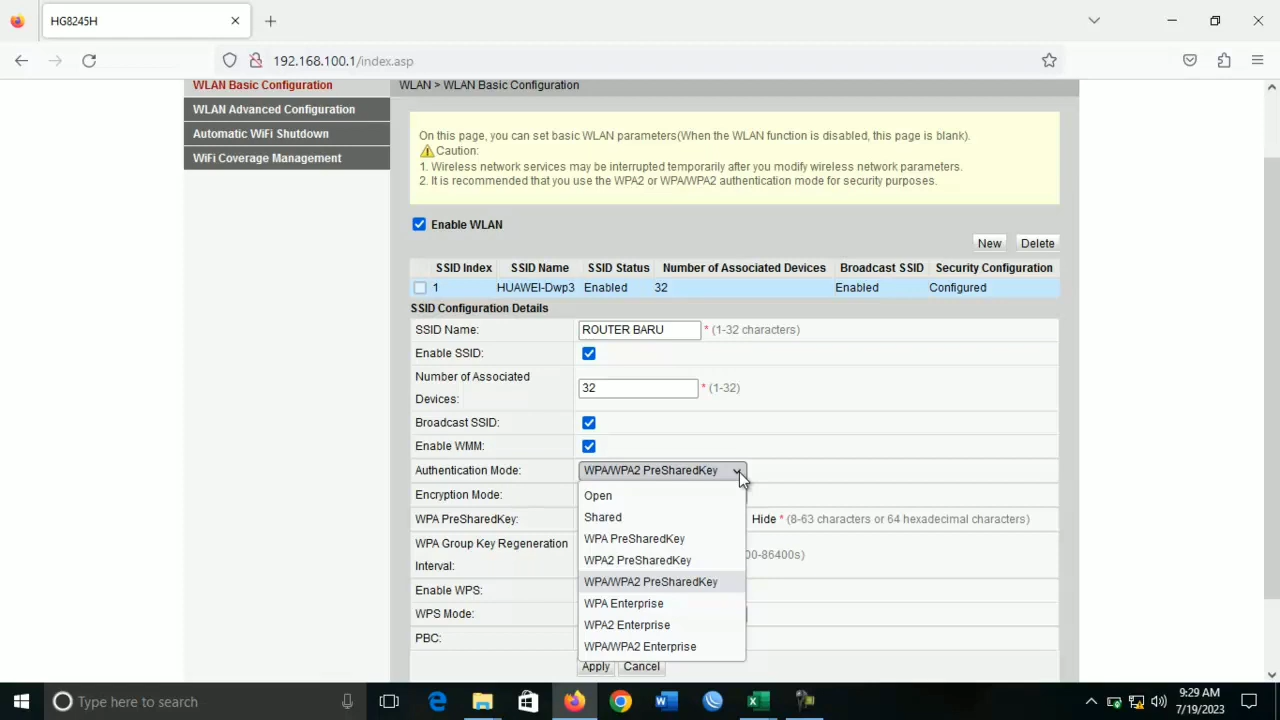 HG8245H
192.168.100.1/index.asp
WLAN Basic Configuration
WLAN > WLAN Basic Configuration
WLAN Advanced Configuration
Automatic WiFi Shutdown
WiFi Coverage Management
On this page, you can set basic WLAN parameters(When the WLAN function is disabled, this page is blank).
Caution:
1. Wireless network services may be interrupted temporarily after you modify wireless network parameters.
2. It is recommended that you use the WPA2 or WPA/WPA2 authentication mode for security purposes.
Enable WLAN
New Delete
SSID Index SSID Name SSID Status Number of Associated Devices Broadcast SSID Security Configuration
1 HUAWEI-Dwp3 Enabled 32 Enabled Configured
SSID Configuration Details
SSID Name: ROUTER BARU * (1-32 characters)
Enable SSID:
Number of Associated
Devices: 32 * (1-32)
Broadcast SSID:
Enable WMM:
Authentication Mode: WPA/WPA2 PreSharedKey
Open
Encryption Mode:
Shared
WPA PreSharedKey: Hide * (8-63 characters or 64 hexadecimal characters)
WPA PreSharedKey
WPA Group Key Regeneration
Interval: 00-86400s)
WPA2 PreSharedKey
WPA/WPA2 PreSharedKey
Enable WPS:
WPA Enterprise
WPS Mode:
WPA2 Enterprise
PBC:
WPA/WPA2 Enterprise
Apply Cancel
Type here to search
9:29 AM
7/19/2023